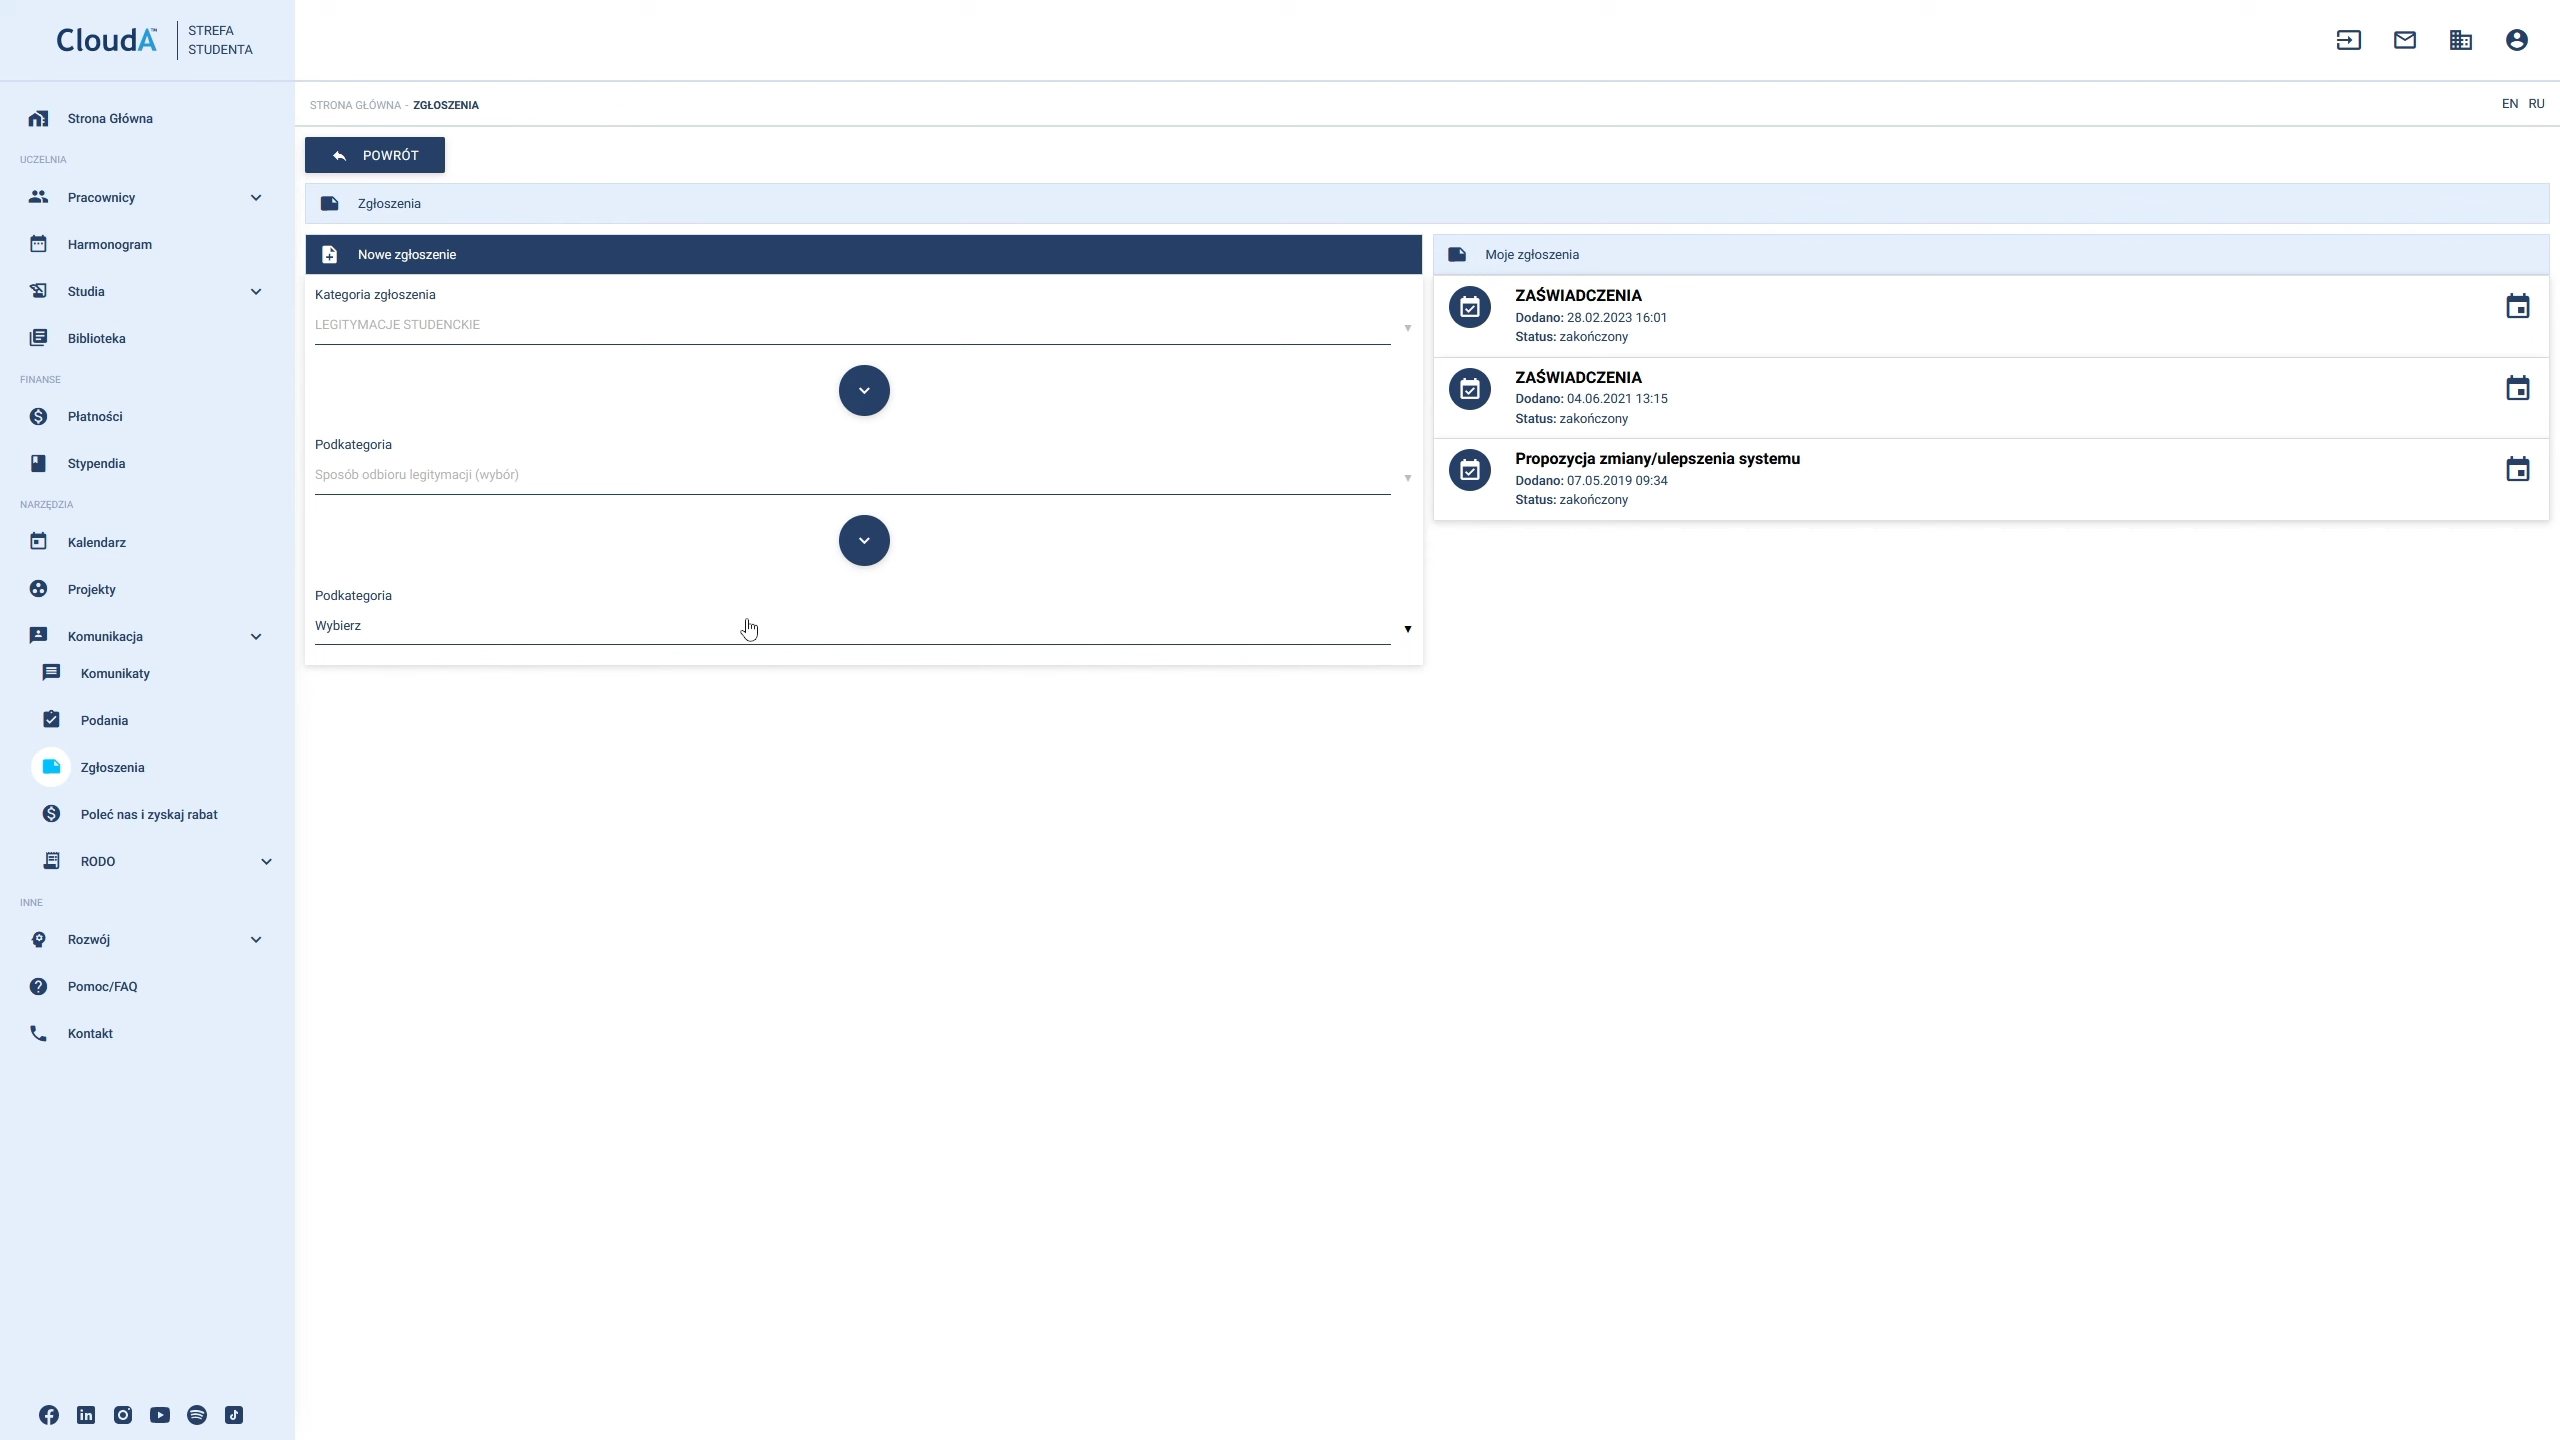 CloudA™
STREFA
STUDENTA
STRONA GŁÓWNA - ZGŁOSZENIA
EN RU
Strona Główna
UCZELNIA
Pracownicy
Harmonogram
Studia
Biblioteka
FINANSE
Płatności
Stypendia
NARZĘDZIA
Kalendarz
Projekty
Komunikacja
Komunikaty
Podania
Zgłoszenia
Poleć nas i zyskaj rabat
RODO
INNE
Rozwój
Pomoc/FAQ
Kontakt
POWRÓT
Zgłoszenia
Nowe zgłoszenie
Kategoria zgłoszenia
LEGITYMACJE STUDENCKIE
Podkategoria
Sposób odbioru legitymacji (wybór)
Podkategoria
Wybierz
Moje zgłoszenia
ZAŚWIADCZENIA
Dodano: 28.02.2023 16:01
Status: zakończony
ZAŚWIADCZENIA
Dodano: 04.06.2021 13:15
Status: zakończony
Propozycja zmiany/ulepszenia systemu
Dodano: 07.05.2019 09:34
Status: zakończony